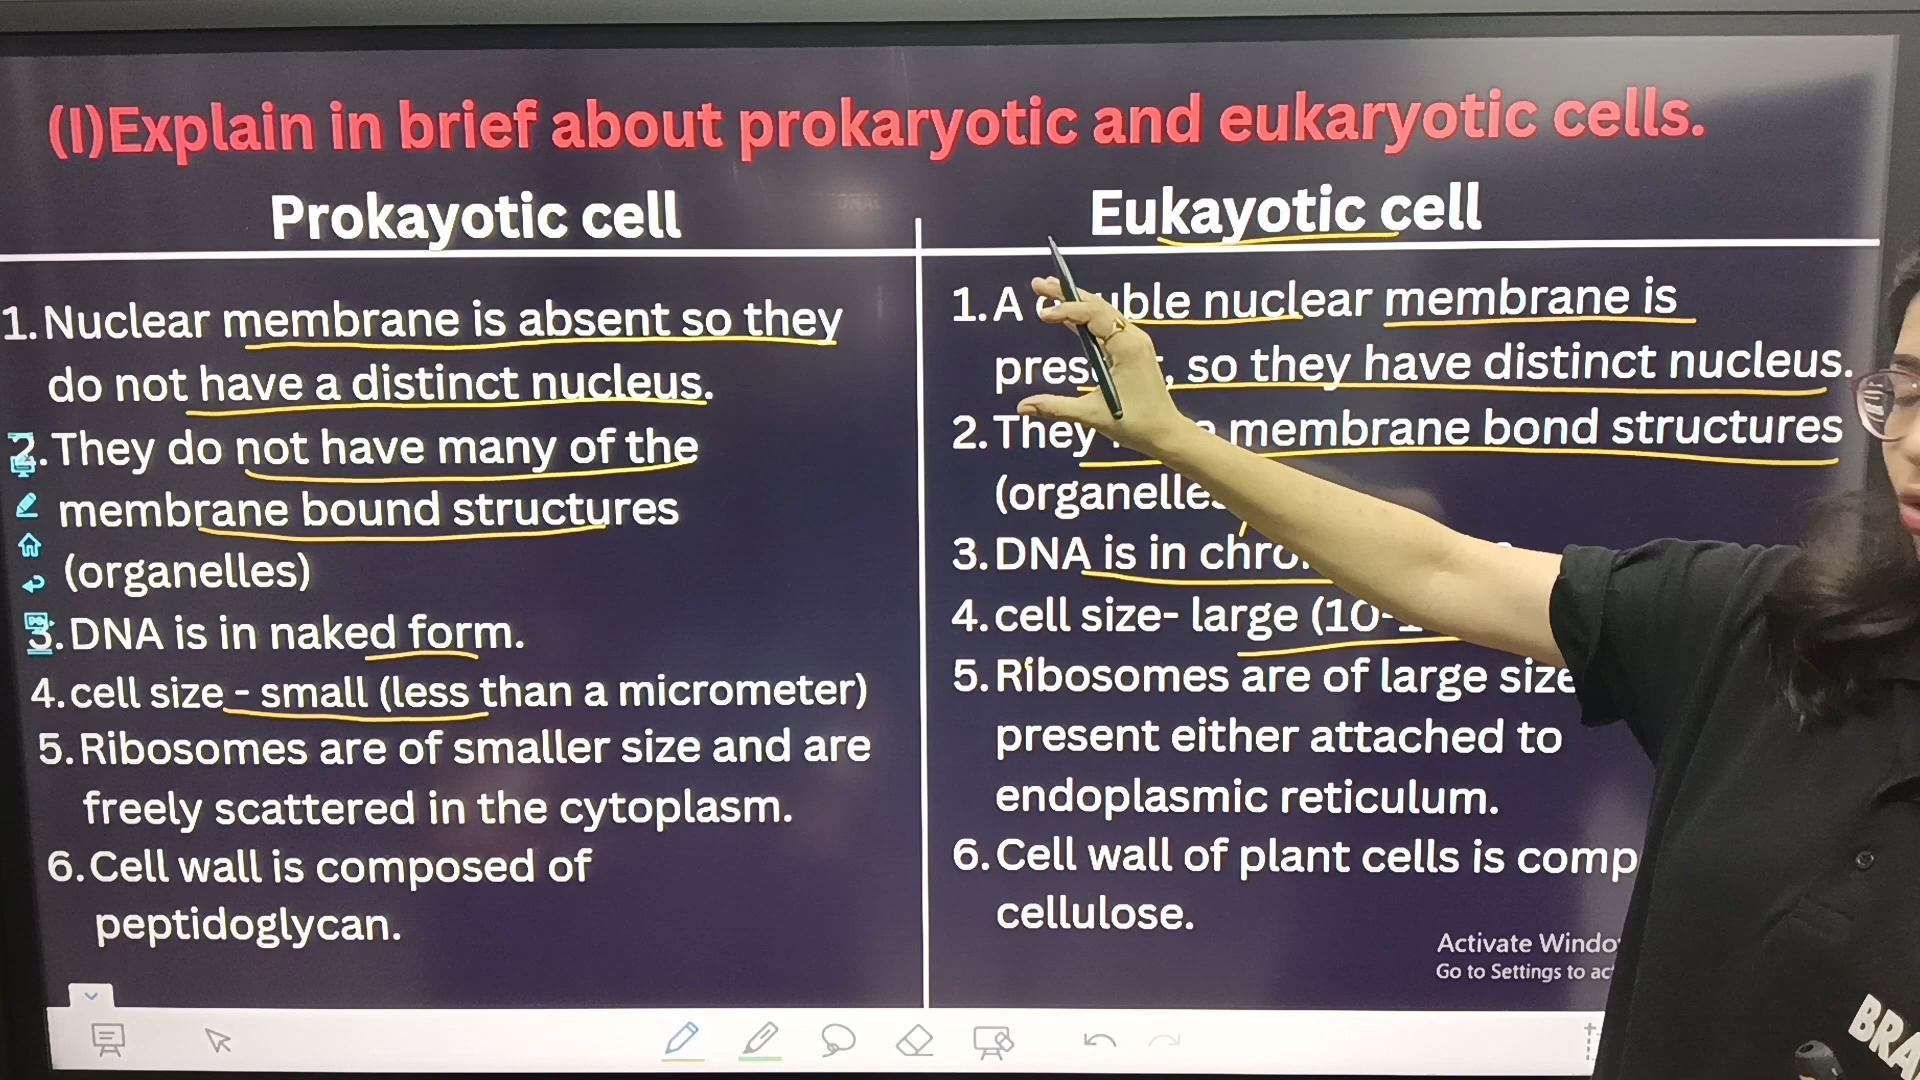 (I)Explain in brief about prokaryotic and eukaryotic cells.
Prokayotic cell
1. Nuclear membrane is absent so they
do not have a distinct nucleus.
2. They do not have many of the
membrane bound structures
(organelles)
3. DNA is in naked form.
4. cell size - small (less than a micrometer)
5. Ribosomes are of smaller size and are
freely scattered in the cytoplasm.
6. Cell wall is composed of
peptidoglycan.
Eukayotic cell
1. A nuclear membrane is
so they have distinct nucleus.
2. They membrane bond structures
3. DNA is in
4. cell size- large
5. Ribosomes are of large size
present either attached to
endoplasmic reticulum.
6. Cell wall of plant cells is
cellulose.
Activate
Go to Settings to